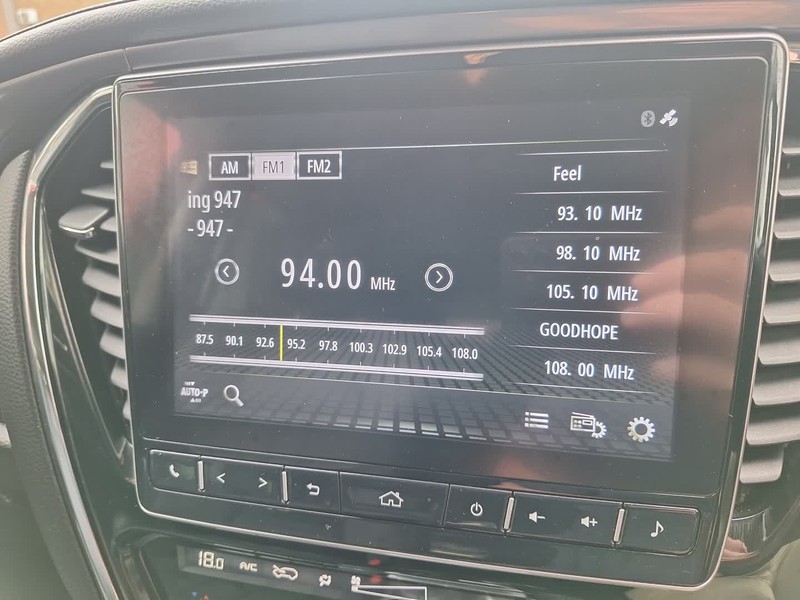 AM FM1 FM2
ing 947
- 947 -
94.00 MHz
87.5 90.1 92.6 95.2 97.8 100.3 102.9 105.4 108.0
AUTO-P
Feel
93. 10 MHz
98. 10 MHz
105. 10 MHz
GOODHOPE
108. 00 MHz
18.0 A/C